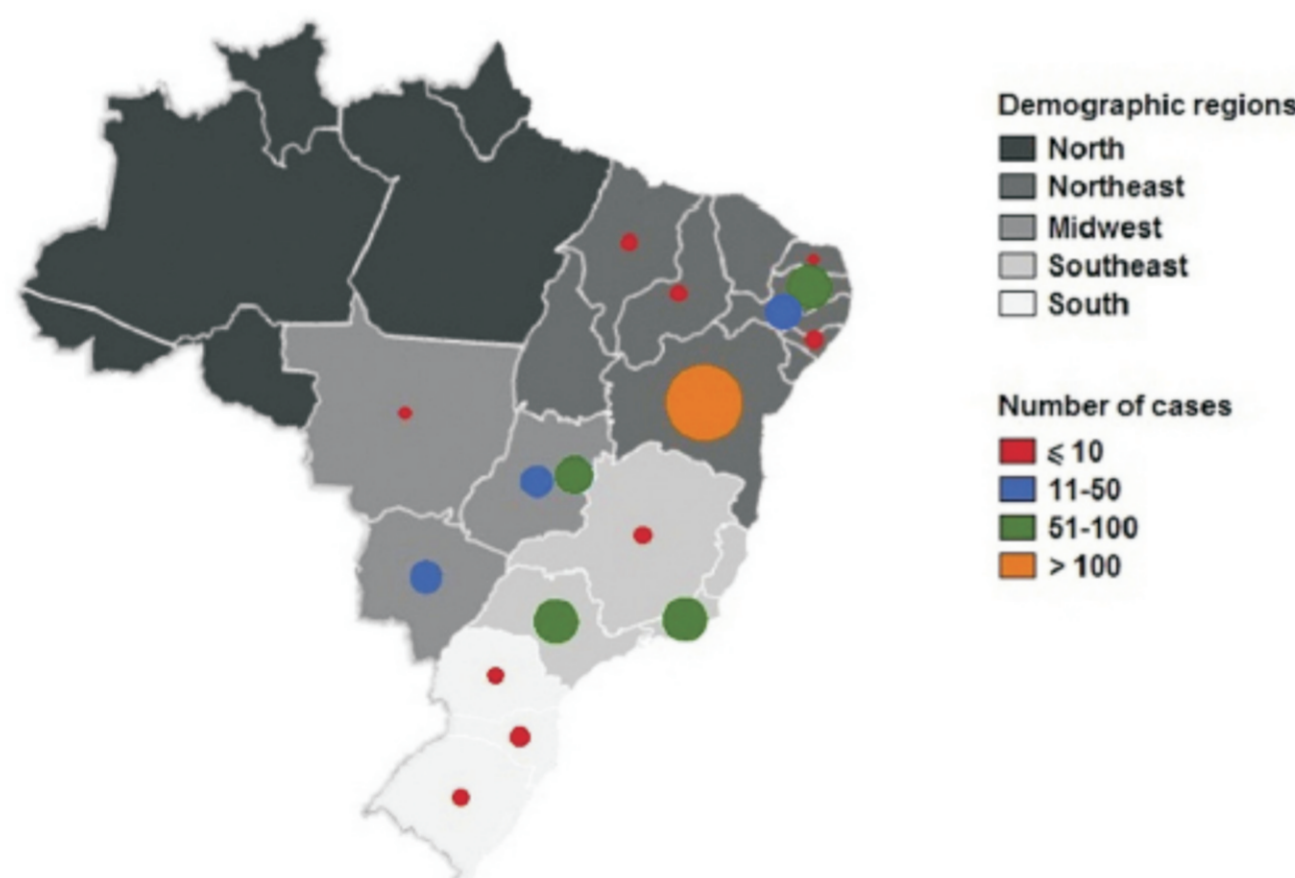 Demographic regions
North
Northeast
Midwest
Southeast
South
Number of cases
⩽ 10
11-50
51-100
> 100